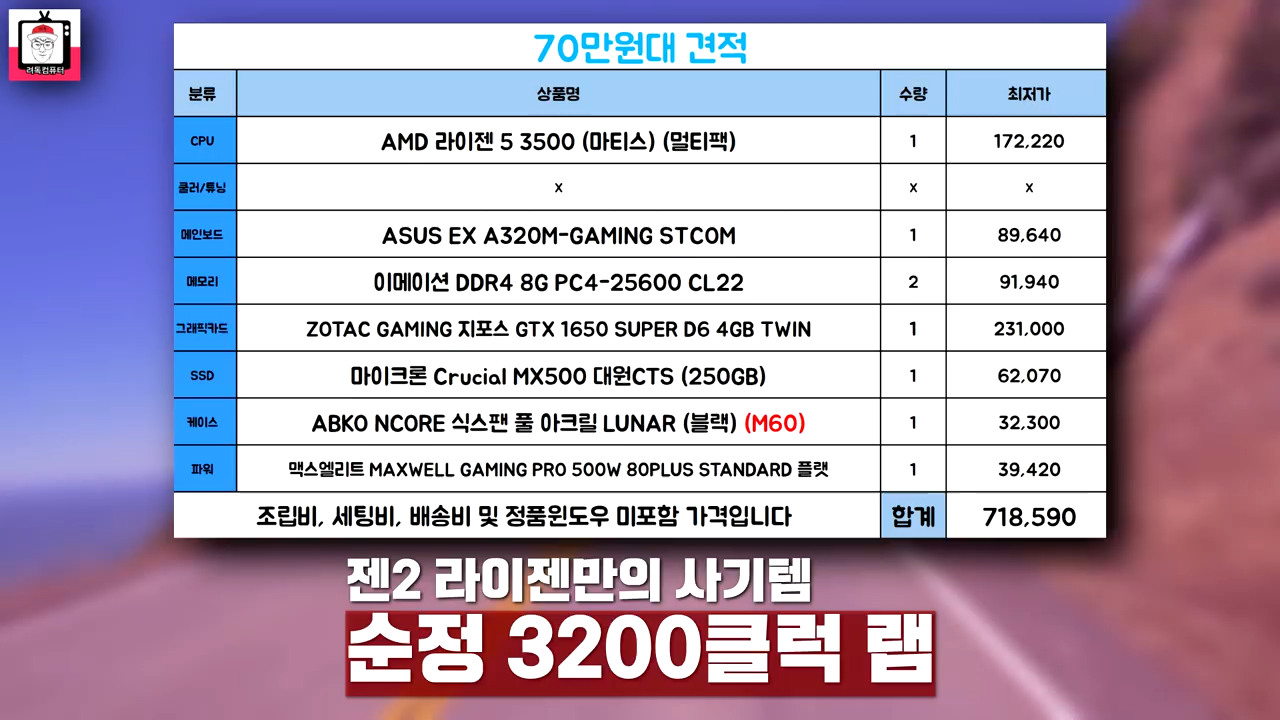 려톡컴퓨터
70만원대 견적
분류 상품명 수량 최저가
CPU AMD 라이젠 5 3500 (마티스) (멀티팩) 1 172,220
쿨러/튜닝 x x x
메인보드 ASUS EX A320M-GAMING STCOM 1 89,640
메모리 이메이션 DDR4 8G PC4-25600 CL22 2 91,940
그래픽카드 ZOTAC GAMING 지포스 GTX 1650 SUPER D6 4GB TWIN 1 231,000
SSD 마이크론 Crucial MX500 대원CTS (250GB) 1 62,070
케이스 ABKO NCORE 식스팬 풀 아크릴 LUNAR (블랙) (M60) 1 32,300
파워 맥스엘리트 MAXWELL GAMING PRO 500W 80PLUS STANDARD 플랫 1 39,420
조립비, 세팅비, 배송비 및 정품윈도우 미포함 가격입니다 합계 718,590
젠2 라이젠만의 사기템
순정 3200클럭 램